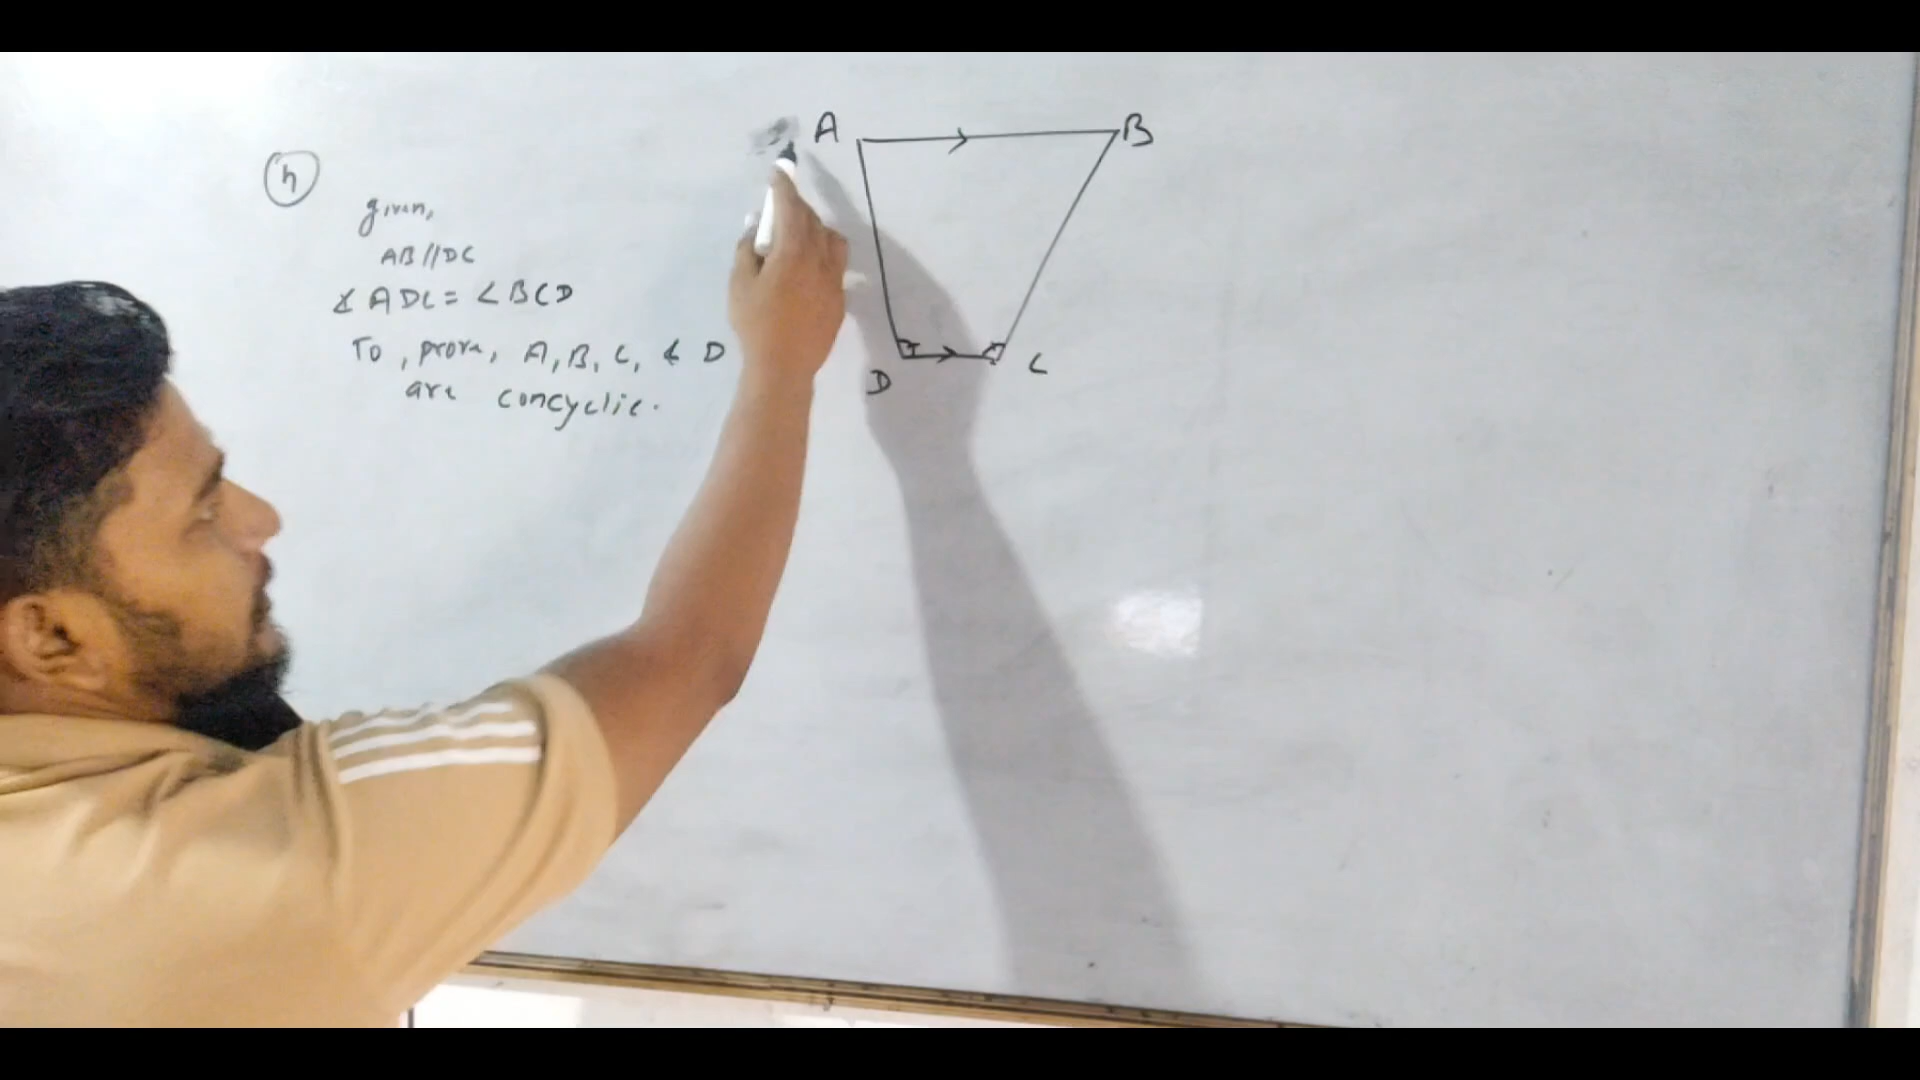 h
given,
AB//DC
∠ADC = ∠BCD
To, prove, A, B, C, & D
are concyclic.
A
B
D
C